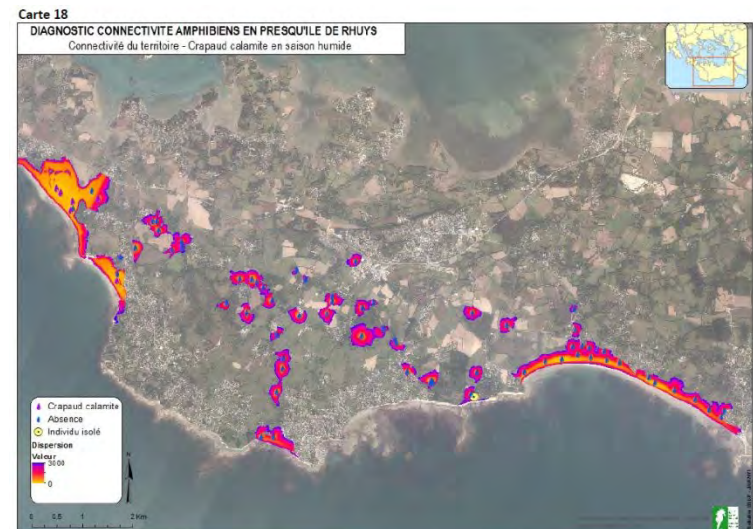 Carte 18
DIAGNOSTIC CONNECTIVITE AMPHIBIENS EN PRESQU'ILE DE RHUYS
Connectivité du territoire - Crapaud calamite en saison humide
Crapaud calamite
Absence
Individu isolé
Dispersion
Valeur
3000
0
N
0 0,5 1 2 Km